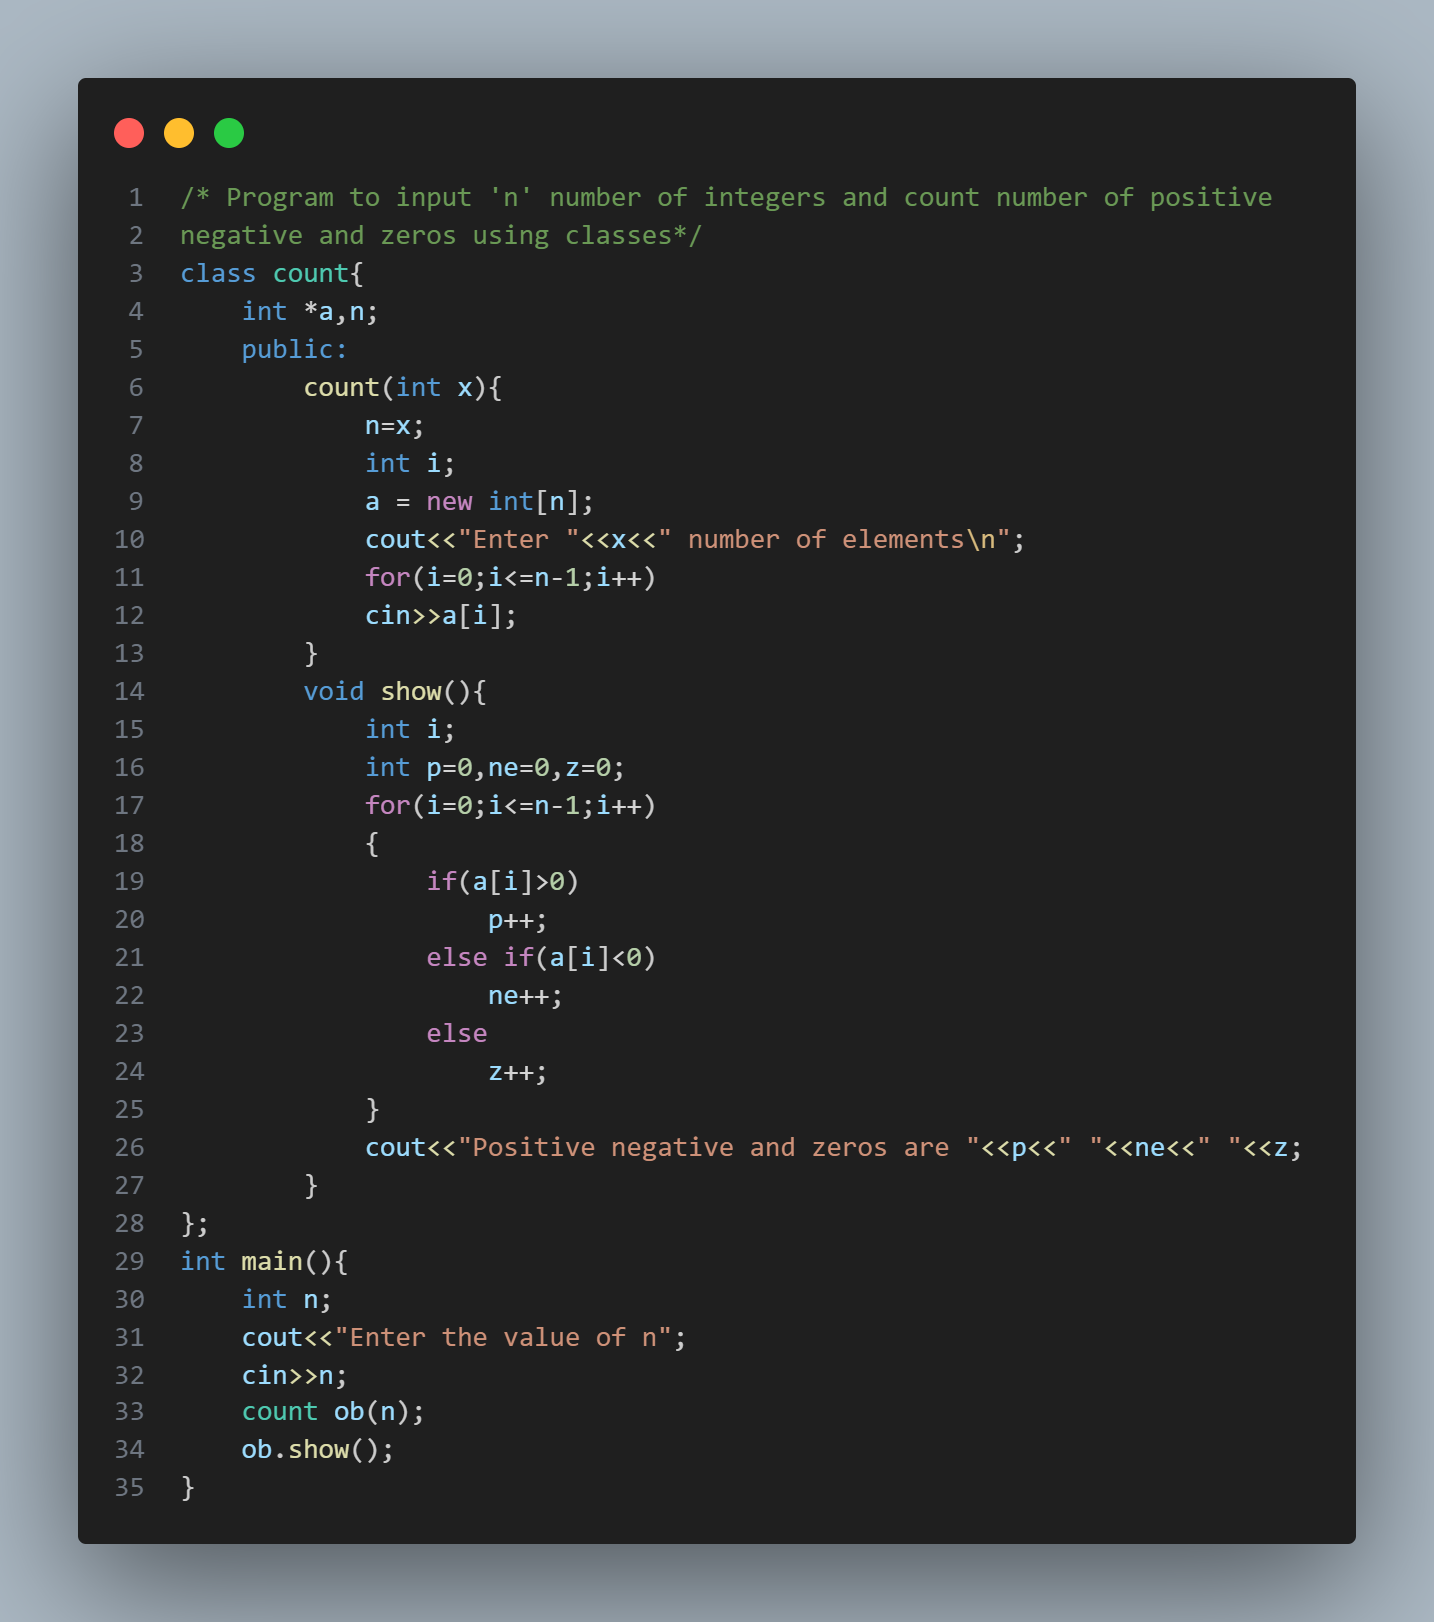 1 /* Program to input 'n' number of integers and count number of positive
2 negative and zeros using classes*/
3 class count{
4     int *a,n;
5     public:
6         count(int x){
7             n=x;
8             int i;
9             a = new int[n];
10             cout<<"Enter "<<x<<" number of elements\n";
11             for(i=0;i<=n-1;i++)
12             cin>>a[i];
13         }
14         void show(){
15             int i;
16             int p=0,ne=0,z=0;
17             for(i=0;i<=n-1;i++)
18             {
19                 if(a[i]>0)
20                     p++;
21                 else if(a[i]<0)
22                     ne++;
23                 else
24                     z++;
25             }
26             cout<<"Positive negative and zeros are "<<p<<" "<<ne<<" "<<z;
27         }
28 };
29 int main(){
30     int n;
31     cout<<"Enter the value of n";
32     cin>>n;
33     count ob(n);
34     ob.show();
35 }